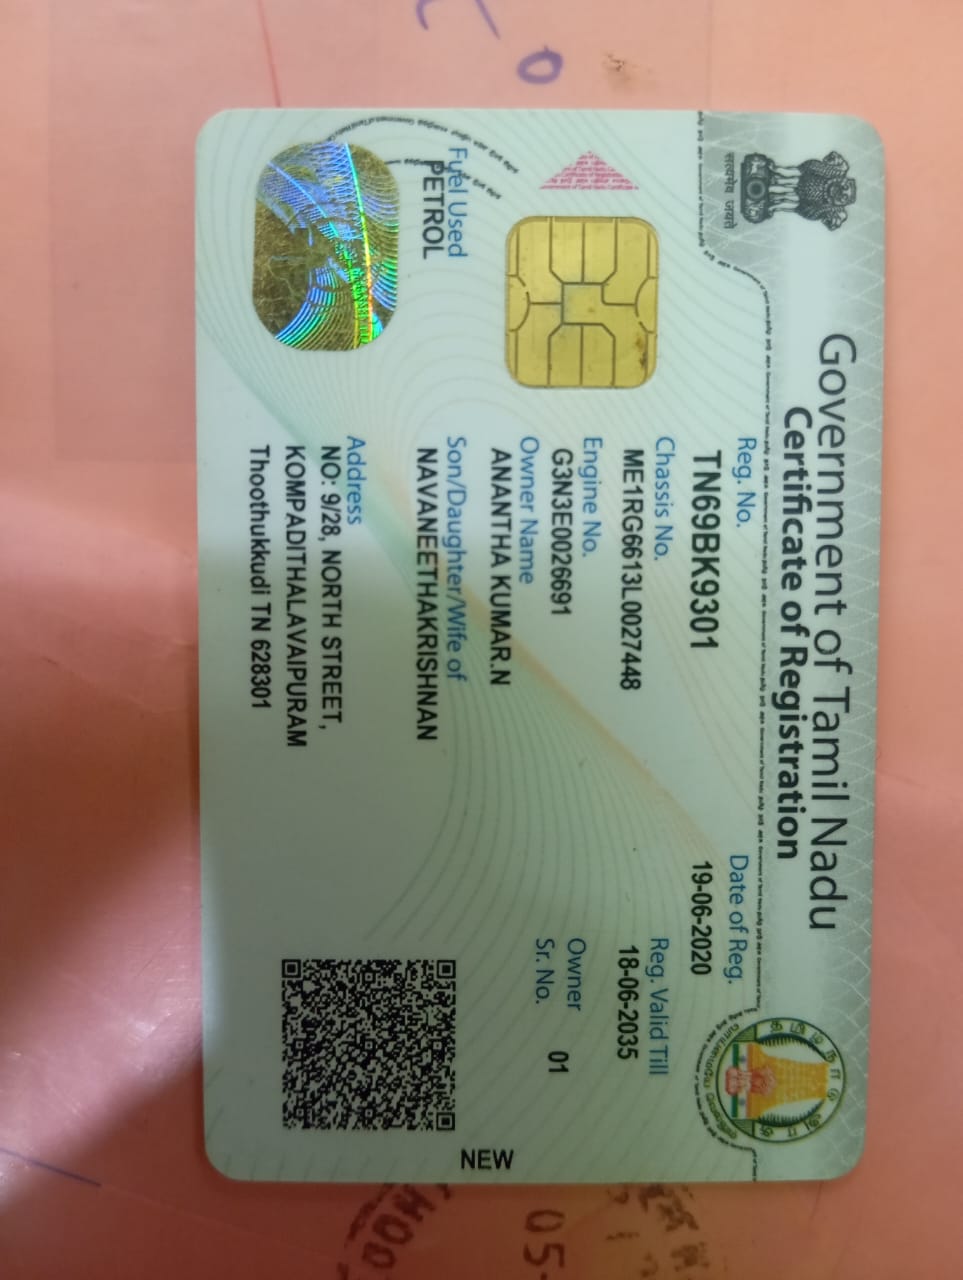 Government of Tamil Nadu
Certificate of Registration
सत्यमेव जयते
Reg. No.
TN69BK9301
Date of Reg.
19-06-2020
Chassis No.
ME1RG6613L0027448
Reg. Valid Till
18-06-2035
Engine No.
G3N3E0026691
Owner Name
ANANTHA KUMAR.N
Owner
Sr. No. 01
Fuel Used
PETROL
Son/Daughter/Wife of
NAVANEETHAKRISHNAN
Address
NO: 9/28, NORTH STREET,
KOMPADITHALAVAIPURAM
Thoothukkudi TN 628301
NEW
05-